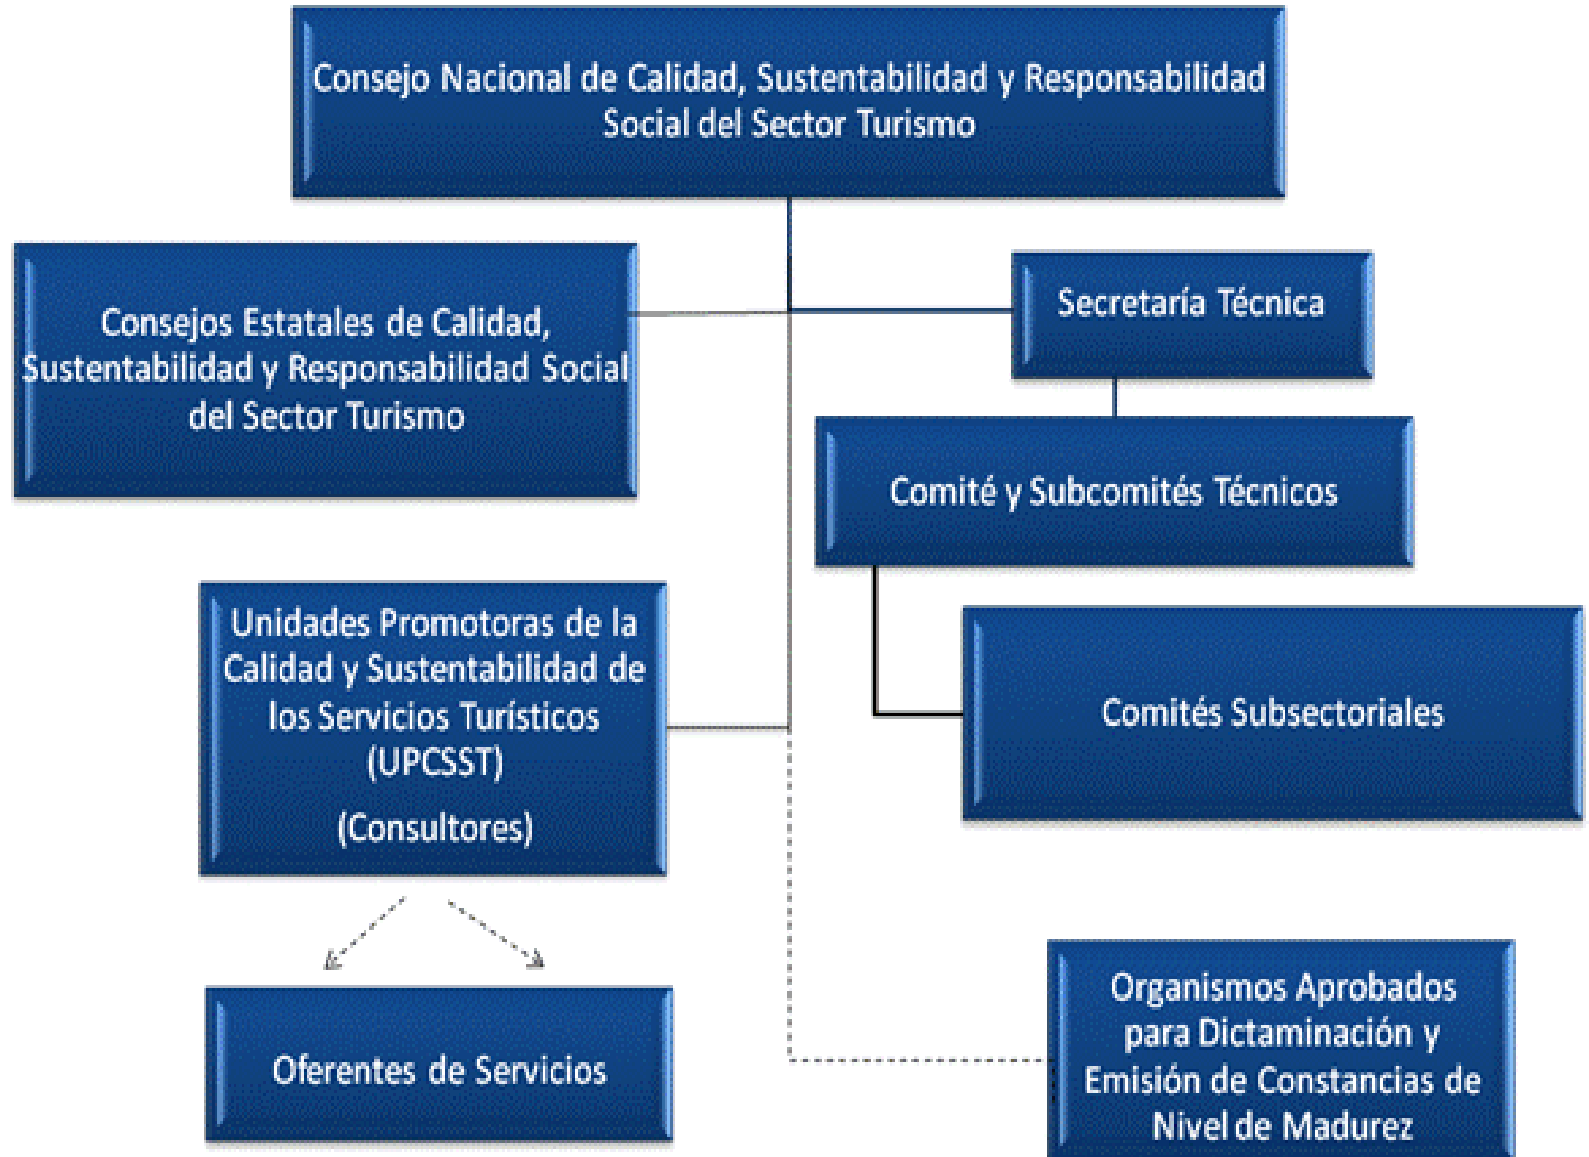 Consejo Nacional de Calidad, Sustentabilidad y Responsabilidad
Social del Sector Turismo
Consejos Estatales de Calidad,
Sustentabilidad y Responsabilidad Social
del Sector Turismo
Secretaría Técnica
Comité y Subcomités Técnicos
Unidades Promotoras de la
Calidad y Sustentabilidad de
los Servicios Turísticos
(UPCSST)
(Consultores)
Comités Subsectoriales
Oferentes de Servicios
Organismos Aprobados
para Dictaminación y
Emisión de Constancias de
Nivel de Madurez